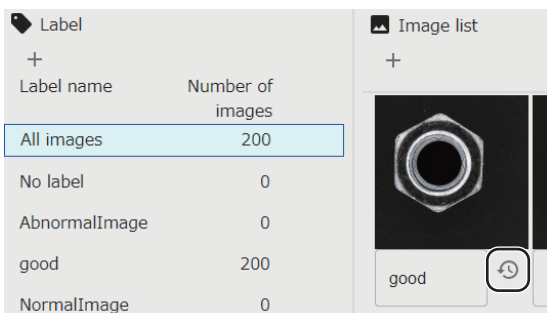 Label
+
Label name Number of
images
All images 200
No label 0
AbnormalImage 0
good 200
NormalImage 0
Image list
+
good